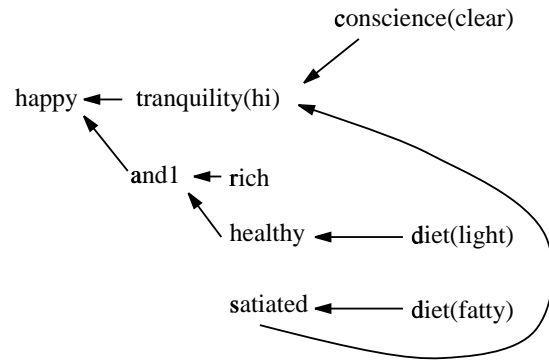 conscience(clear)
happy tranquility(hi)
and1 rich
healthy diet(light)
satiated diet(fatty)